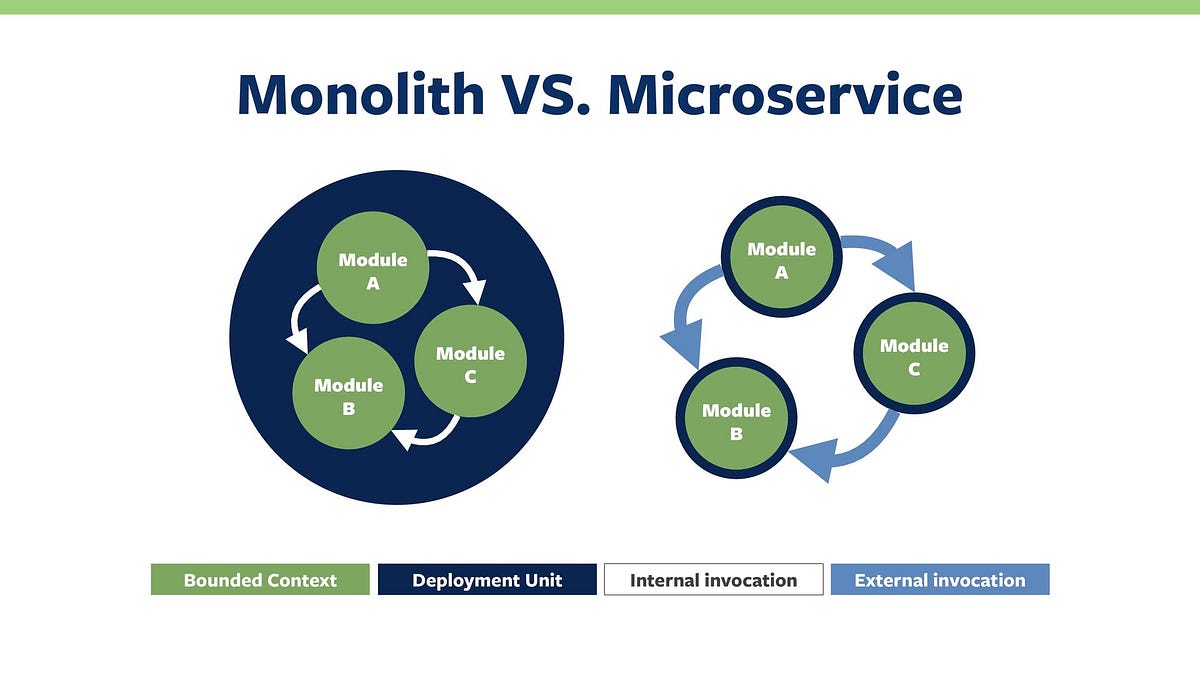 Monolith VS. Microservice
Module
A
Module
B
Module
C
Module
A
Module
B
Module
C
Bounded Context
Deployment Unit
Internal invocation
External invocation